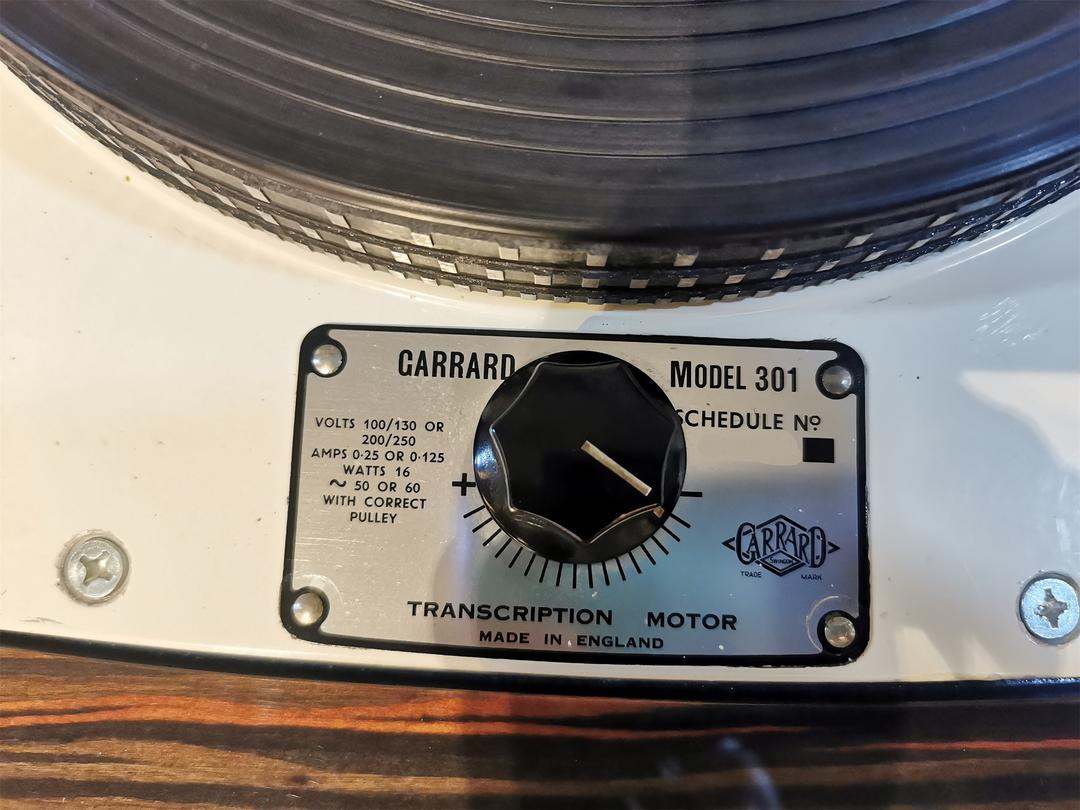 GARRARD MODEL 301
SCHEDULE Nº
VOLTS 100/130 OR
200/250
AMPS 0·25 OR 0·125
WATTS 16
~ 50 OR 60
WITH CORRECT
PULLEY
+ −
GARRARD
SWINDON
TRADE MARK
TRANSCRIPTION MOTOR
MADE IN ENGLAND